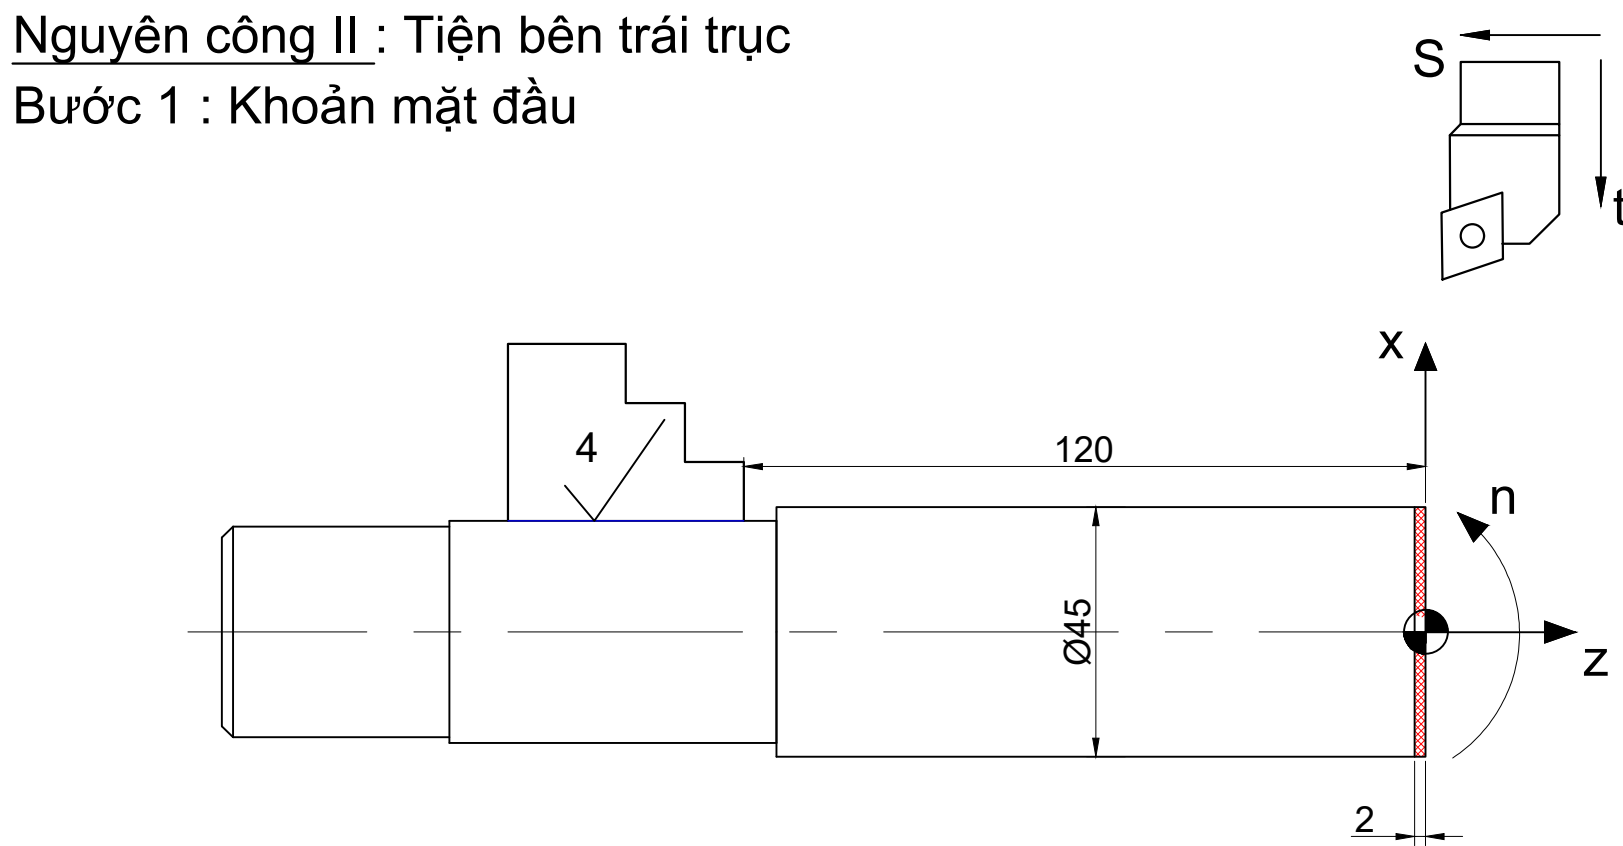 Nguyên công II : Tiện bên trái trục
Bước 1 : Khoản mặt đầu
S
t
x
4
120
n
Ø45
z
2